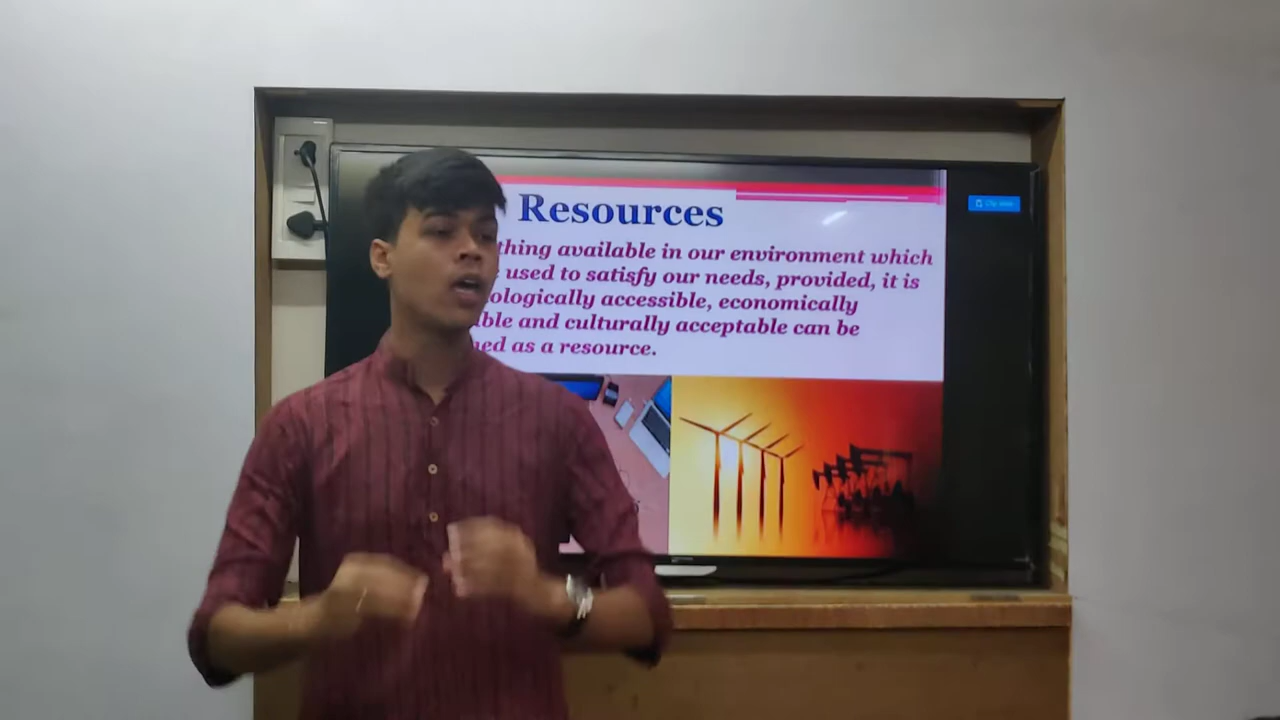 Resources
thing available in our environment which
used to satisfy our needs, provided, it is
ologically accessible, economically
ble and culturally acceptable can be
ned as a resource.